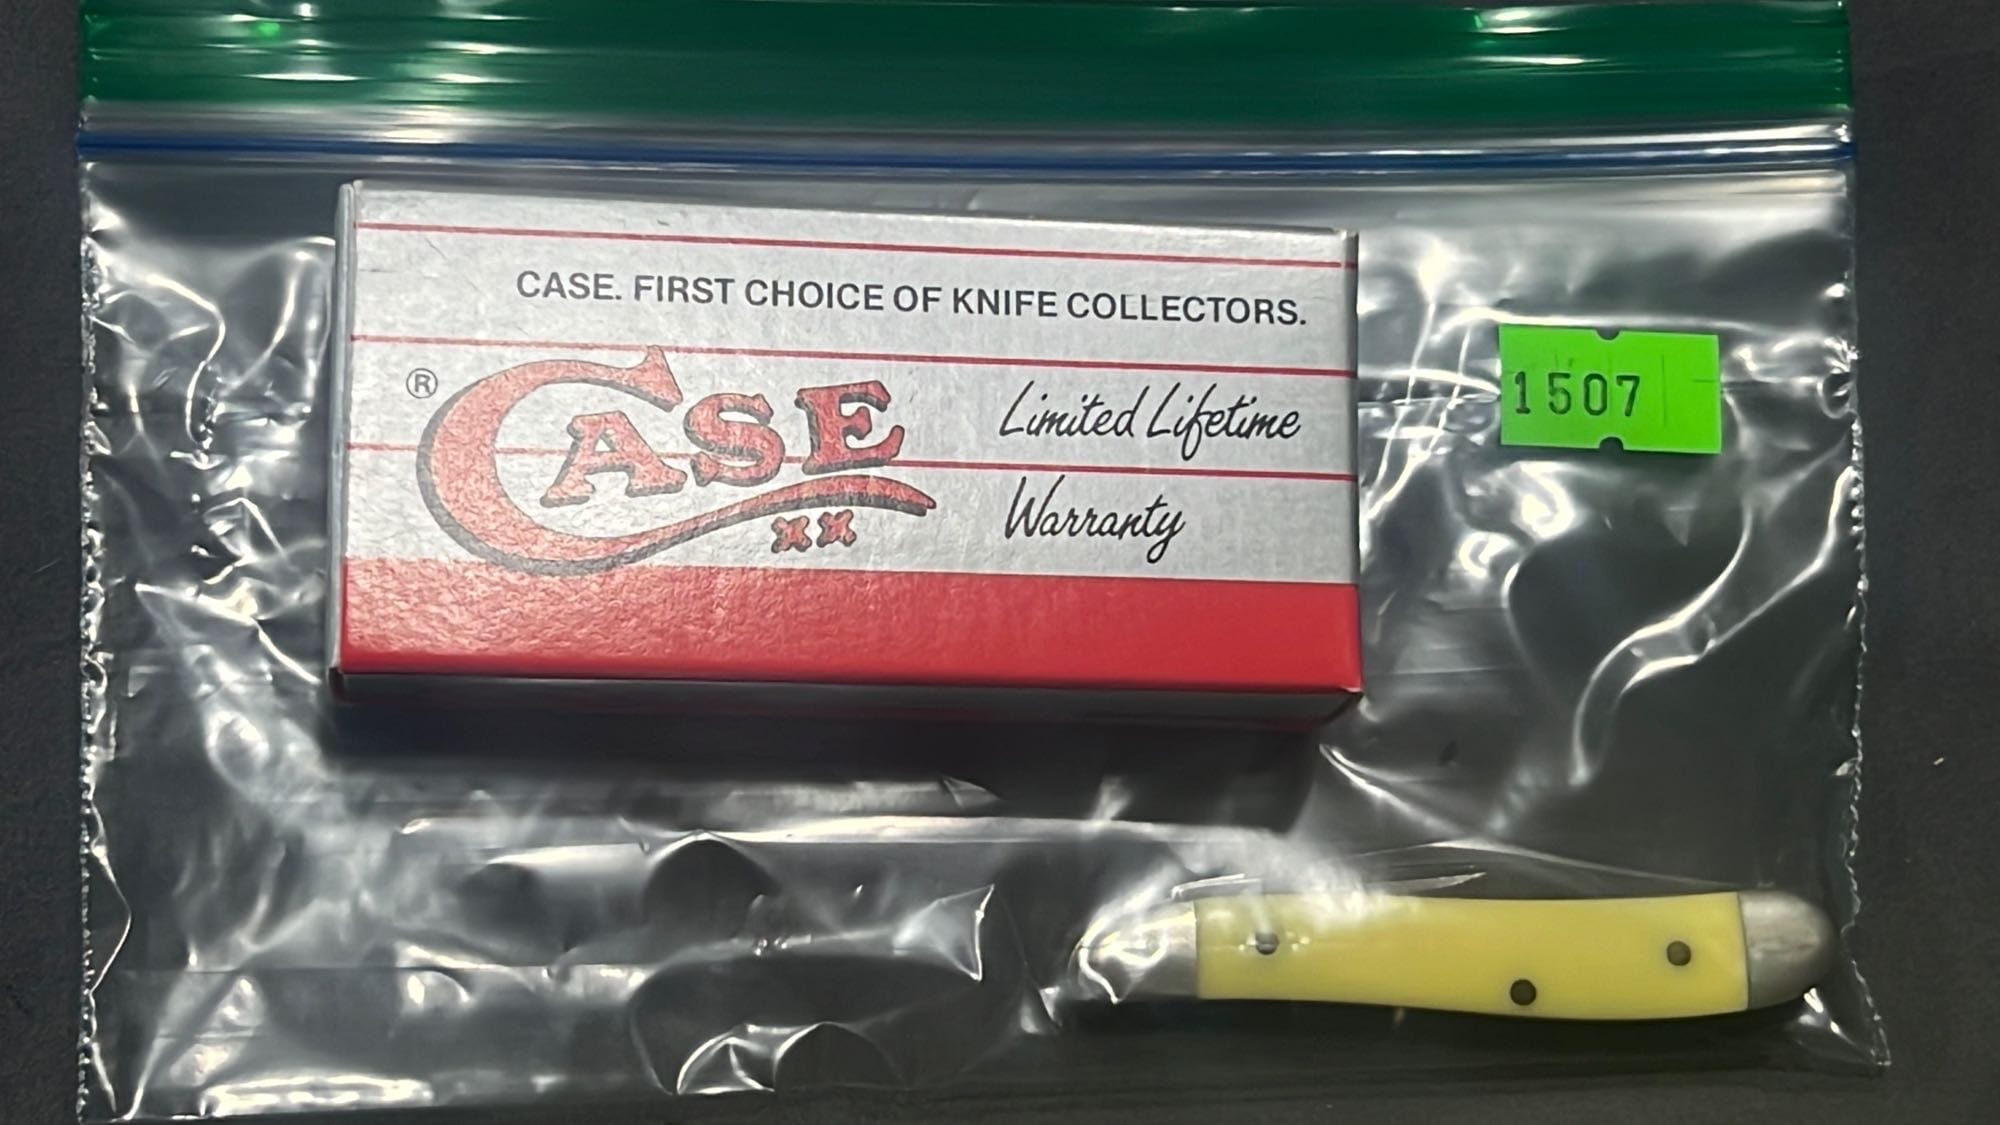 CASE. FIRST CHOICE OF KNIFE COLLECTORS.
® CASE XX
Limited Lifetime
Warranty
1507